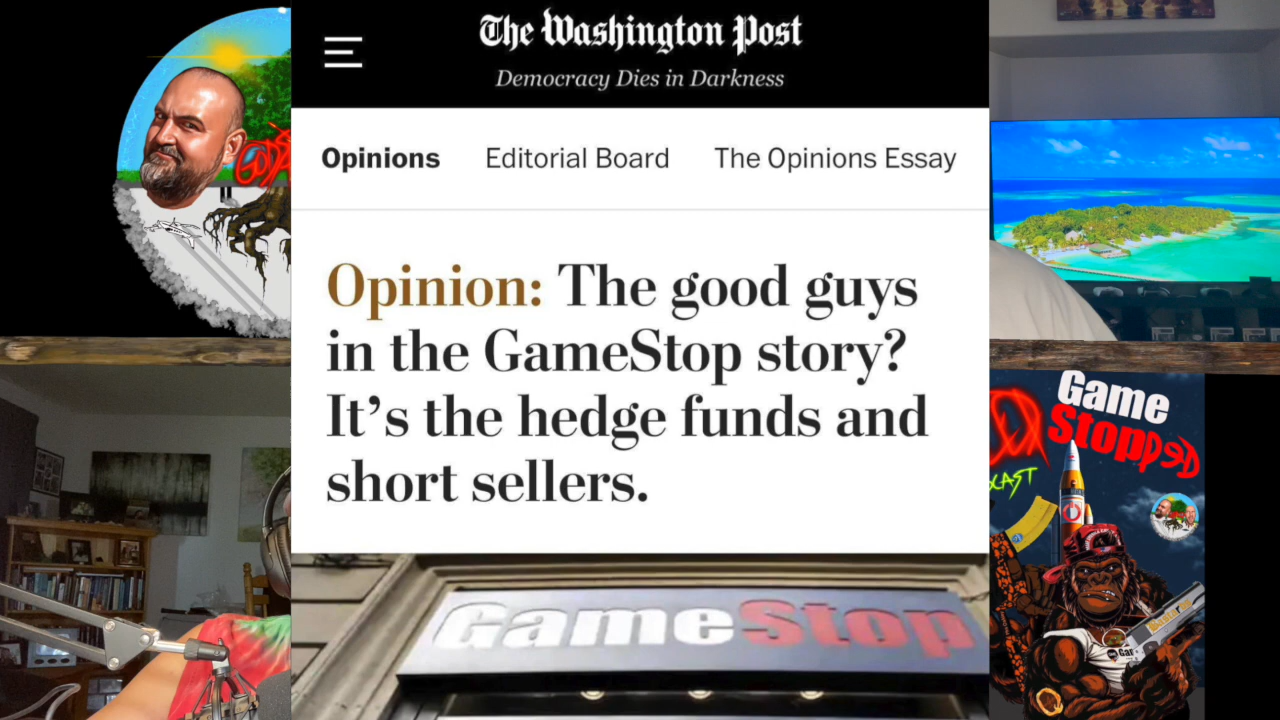 The Washington Post
Democracy Dies in Darkness
Opinions
Editorial Board
The Opinions Essay
Opinion: The good guys
in the GameStop story?
It's the hedge funds and
short sellers.
GameStop
Game
Stopped